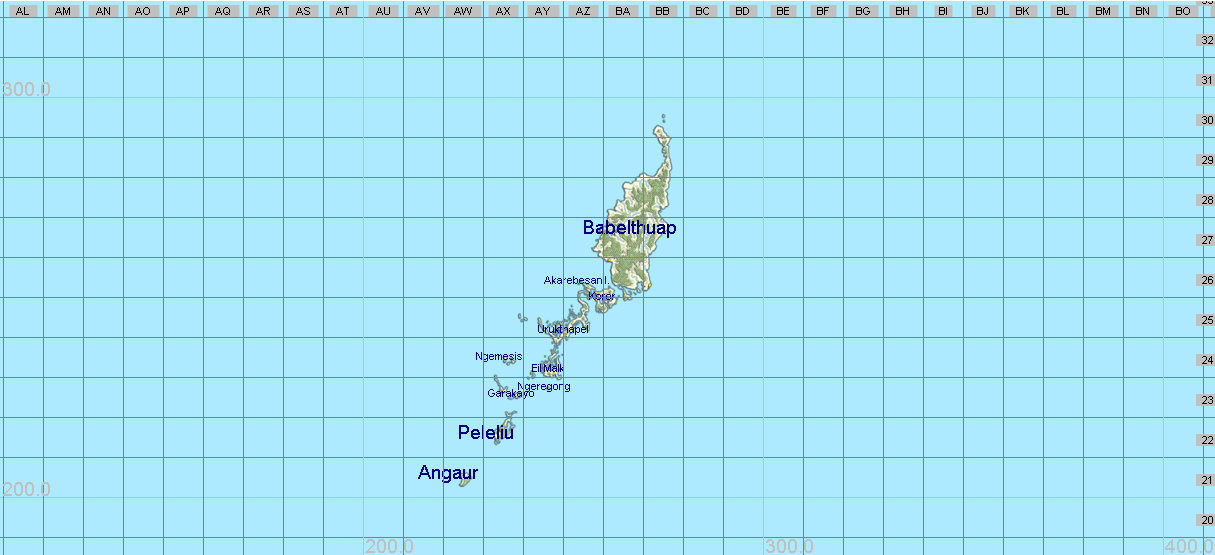 AL AM AN AO AP AQ AR AS AT AU AV AW AX AY AZ BA BB BC BD BE BF BG BH BI BJ BK BL BM BN BO
32
31
300.0
30
29
28
Babelthuap
27
Akarebesan I.
26
Koror
25
Urukthapel
Ngemesis
24
Eil Malk
Ngeregong
Garakayo
23
Peleliu
22
Angaur
21
200.0
20
200.0 300.0 400.0